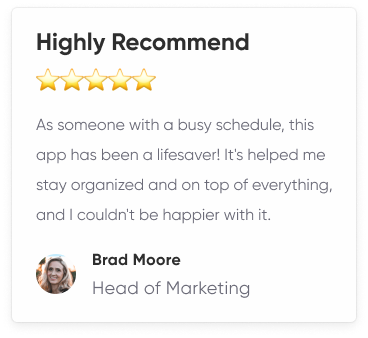 Highly Recommend
As someone with a busy schedule, this
app has been a lifesaver! It's helped me
stay organized and on top of everything,
and I couldn't be happier with it.
Brad Moore
Head of Marketing